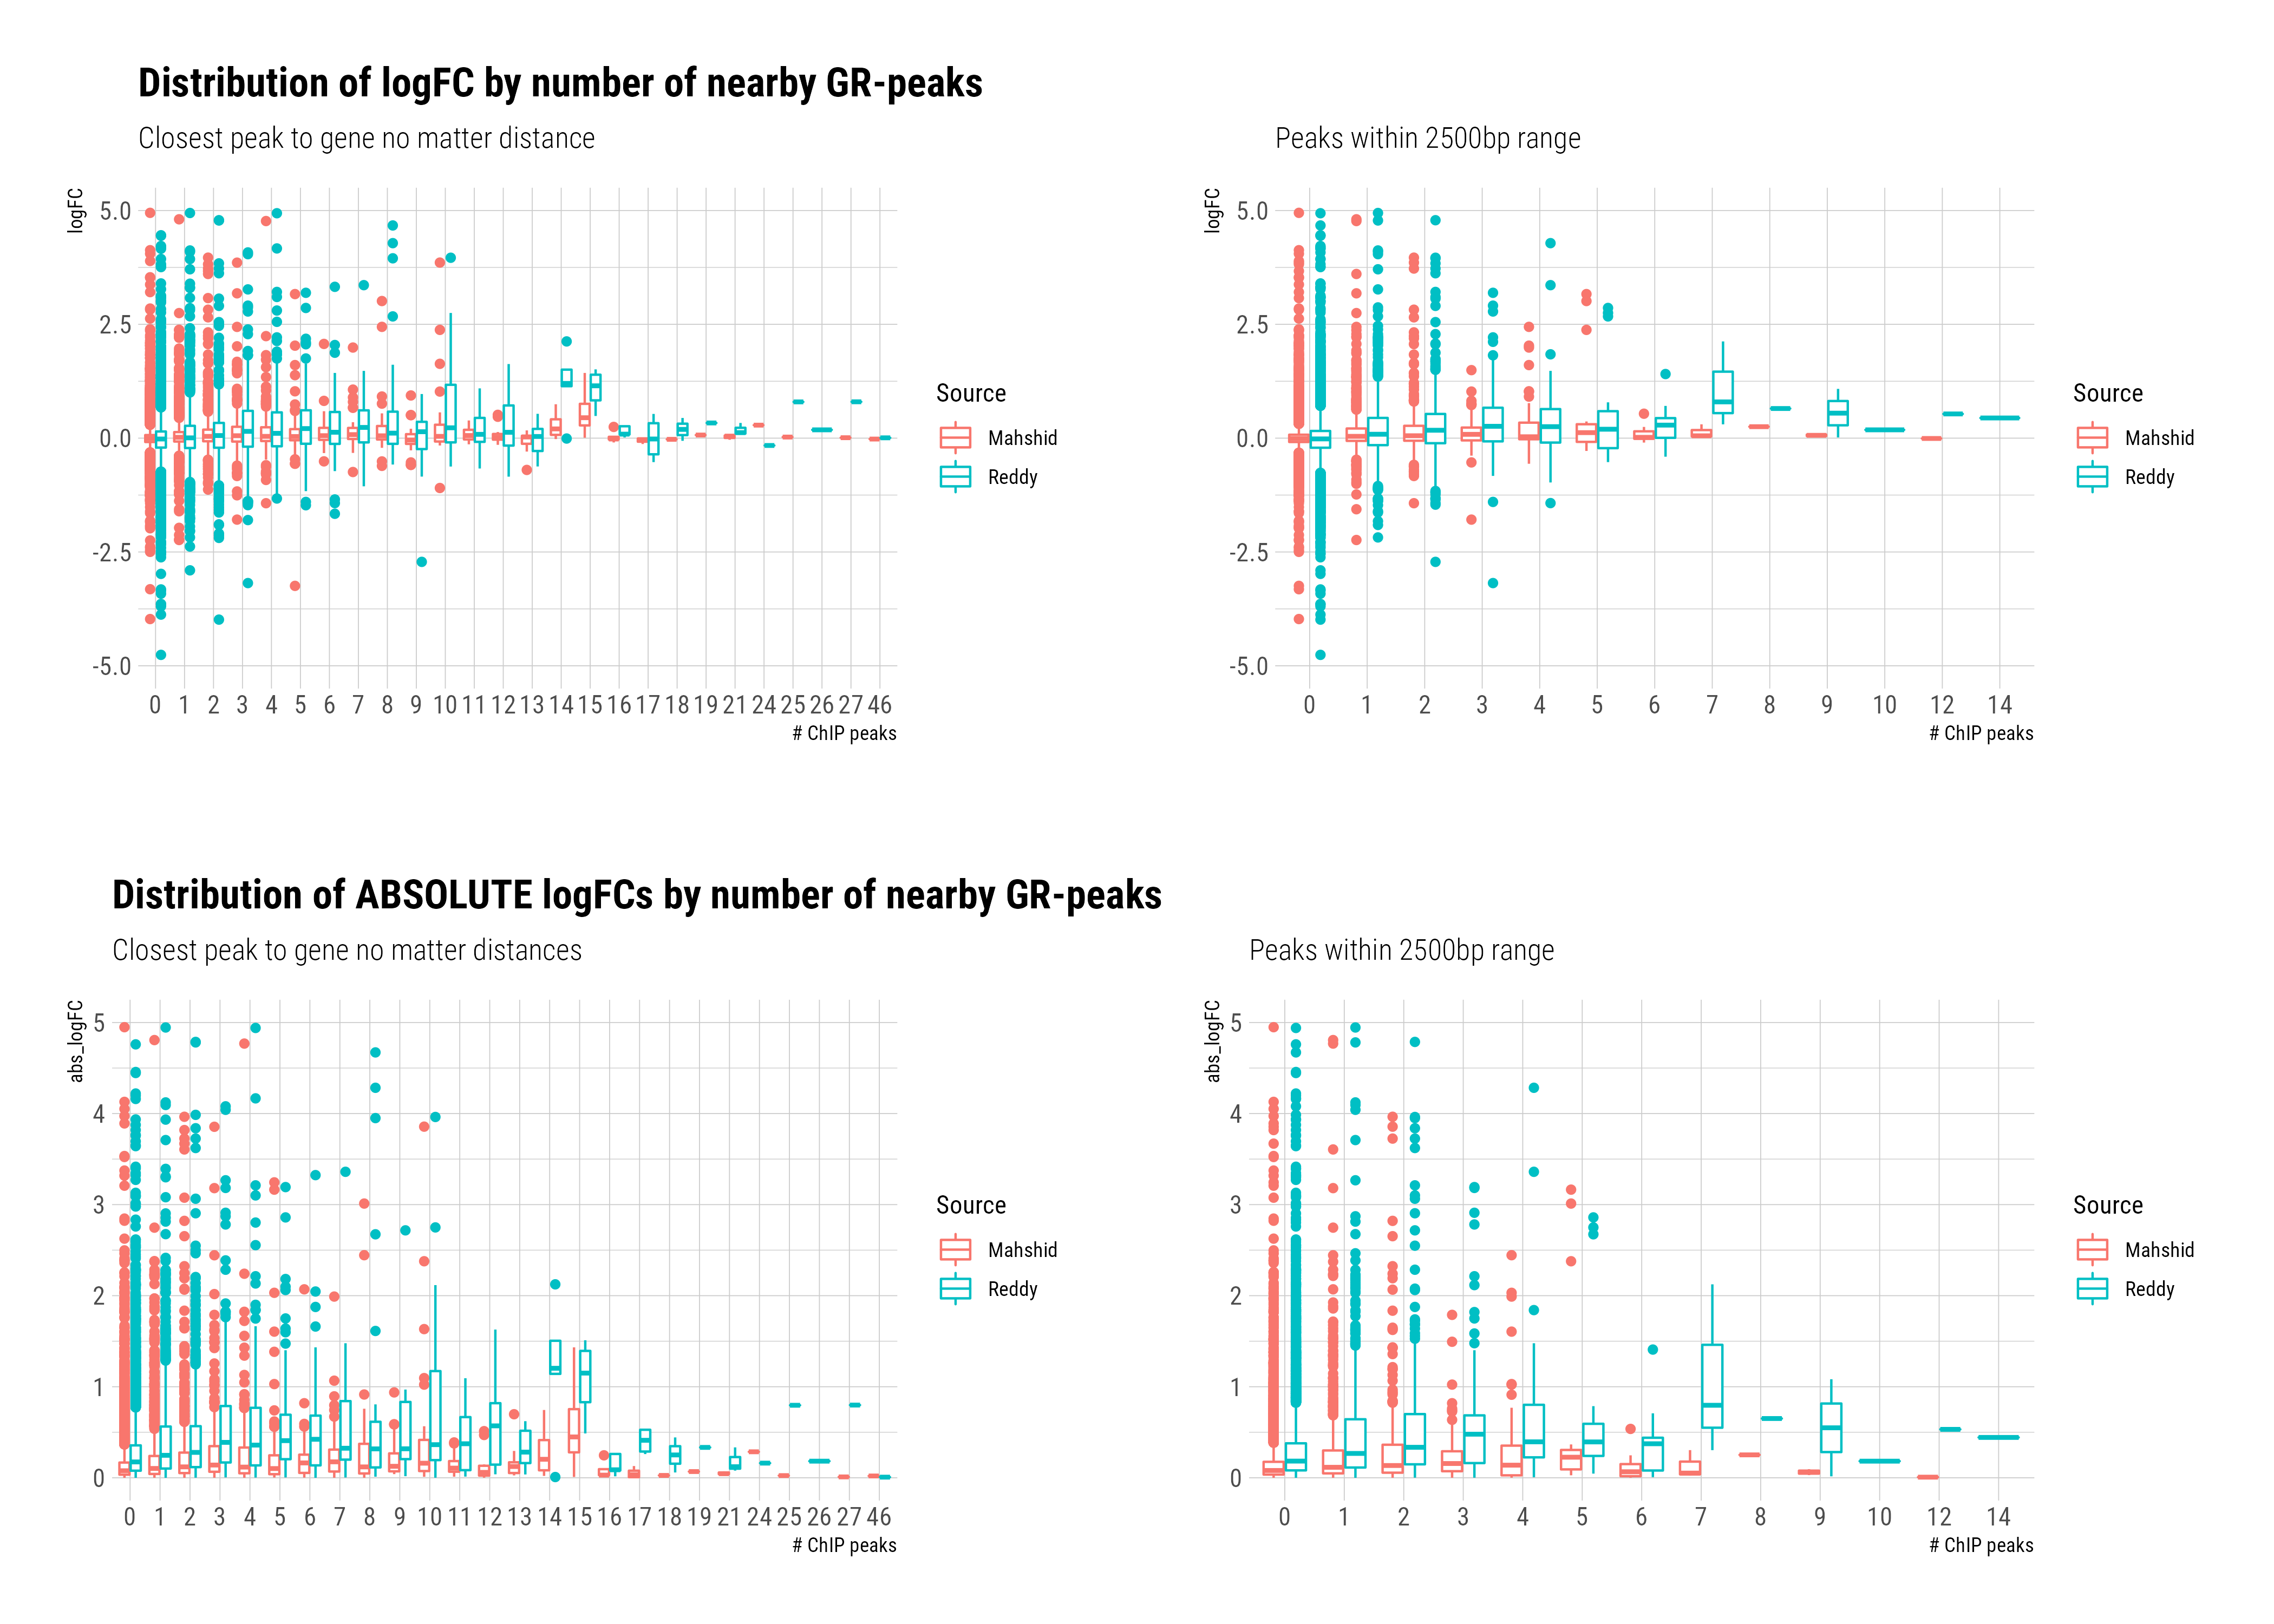 Distribution of logFC by number of nearby GR-peaks
Closest peak to gene no matter distance
logFC
5.0
2.5
0.0
-2.5
-5.0
0 1 2 3 4 5 6 7 8 9 10 11 12 13 14 15 16 17 18 19 21 24 25 26 27 46
# ChIP peaks
Source
Mahshid
Reddy
Peaks within 2500bp range
logFC
5.0
2.5
0.0
-2.5
-5.0
0 1 2 3 4 5 6 7 8 9 10 12 14
# ChIP peaks
Source
Mahshid
Reddy
Distribution of ABSOLUTE logFCs by number of nearby GR-peaks
Closest peak to gene no matter distances
abs_logFC
5
4
3
2
1
0
0 1 2 3 4 5 6 7 8 9 10 11 12 13 14 15 16 17 18 19 21 24 25 26 27 46
# ChIP peaks
Source
Mahshid
Reddy
Peaks within 2500bp range
abs_logFC
5
4
3
2
1
0
0 1 2 3 4 5 6 7 8 9 10 12 14
# ChIP peaks
Source
Mahshid
Reddy